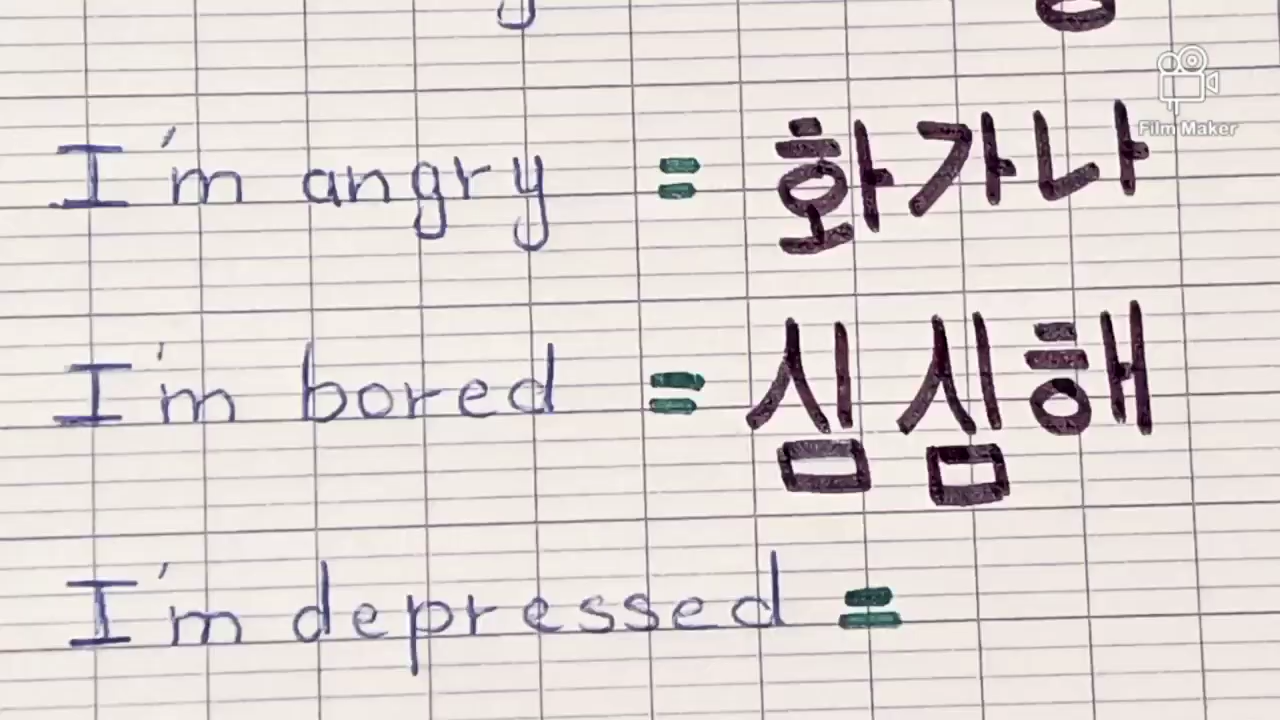 Film Maker
I'm angry = 화가나
I'm bored = 심심해
I'm depressed =